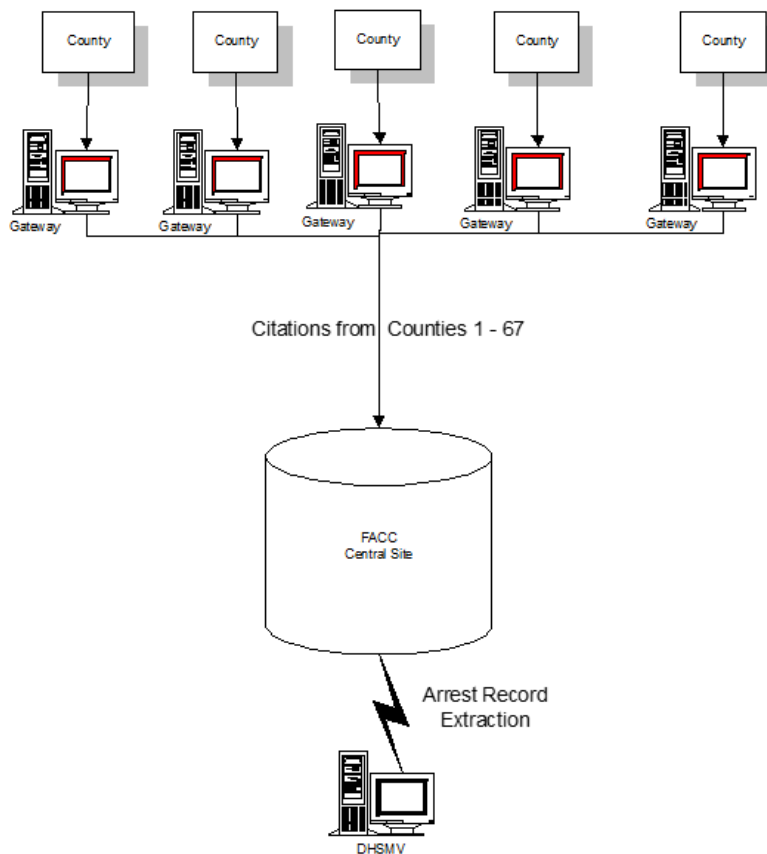 County
County
County
County
County
Gateway
Gateway
Gateway
Gateway
Gateway
Citations from Counties 1 - 67
FACC
Central Site
Arrest Record
Extraction
DHSMV